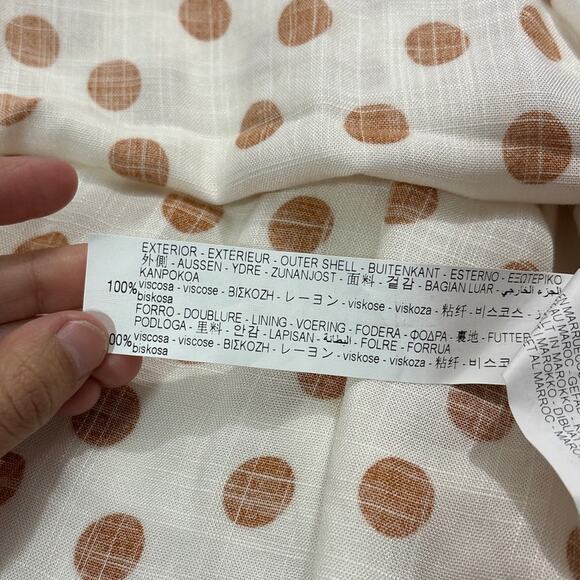 EXTERIOR - EXTÉRIEUR - OUTER SHELL - BUITENKANT - ESTERNO - ΕΞΩΤΕΡΙΚΟ
外側 - AUSSEN - YDRE - ZUNANJOST - 面料 - 겉감 - BAGIAN LUAR - الجزء الخارجي
KANPOKOA
100% viscosa - viscose - ΒΙΣΚΟΖΗ - レーヨン - viskose - viskoza - 粘纤 - 비스코스
biskosa
FORRO - DOUBLURE - LINING - VOERING - FODERA - ΦΟΔΡΑ - 裏地 - FUTTER
PODLOGA - 里料 - 안감 - LAPISAN - البطانة - FOLRE - FORRUA
00% viscosa - viscose - ΒΙΣΚΟΖΗ - レーヨン - viskose - viskoza - 粘纤 - 비스코
biskosa